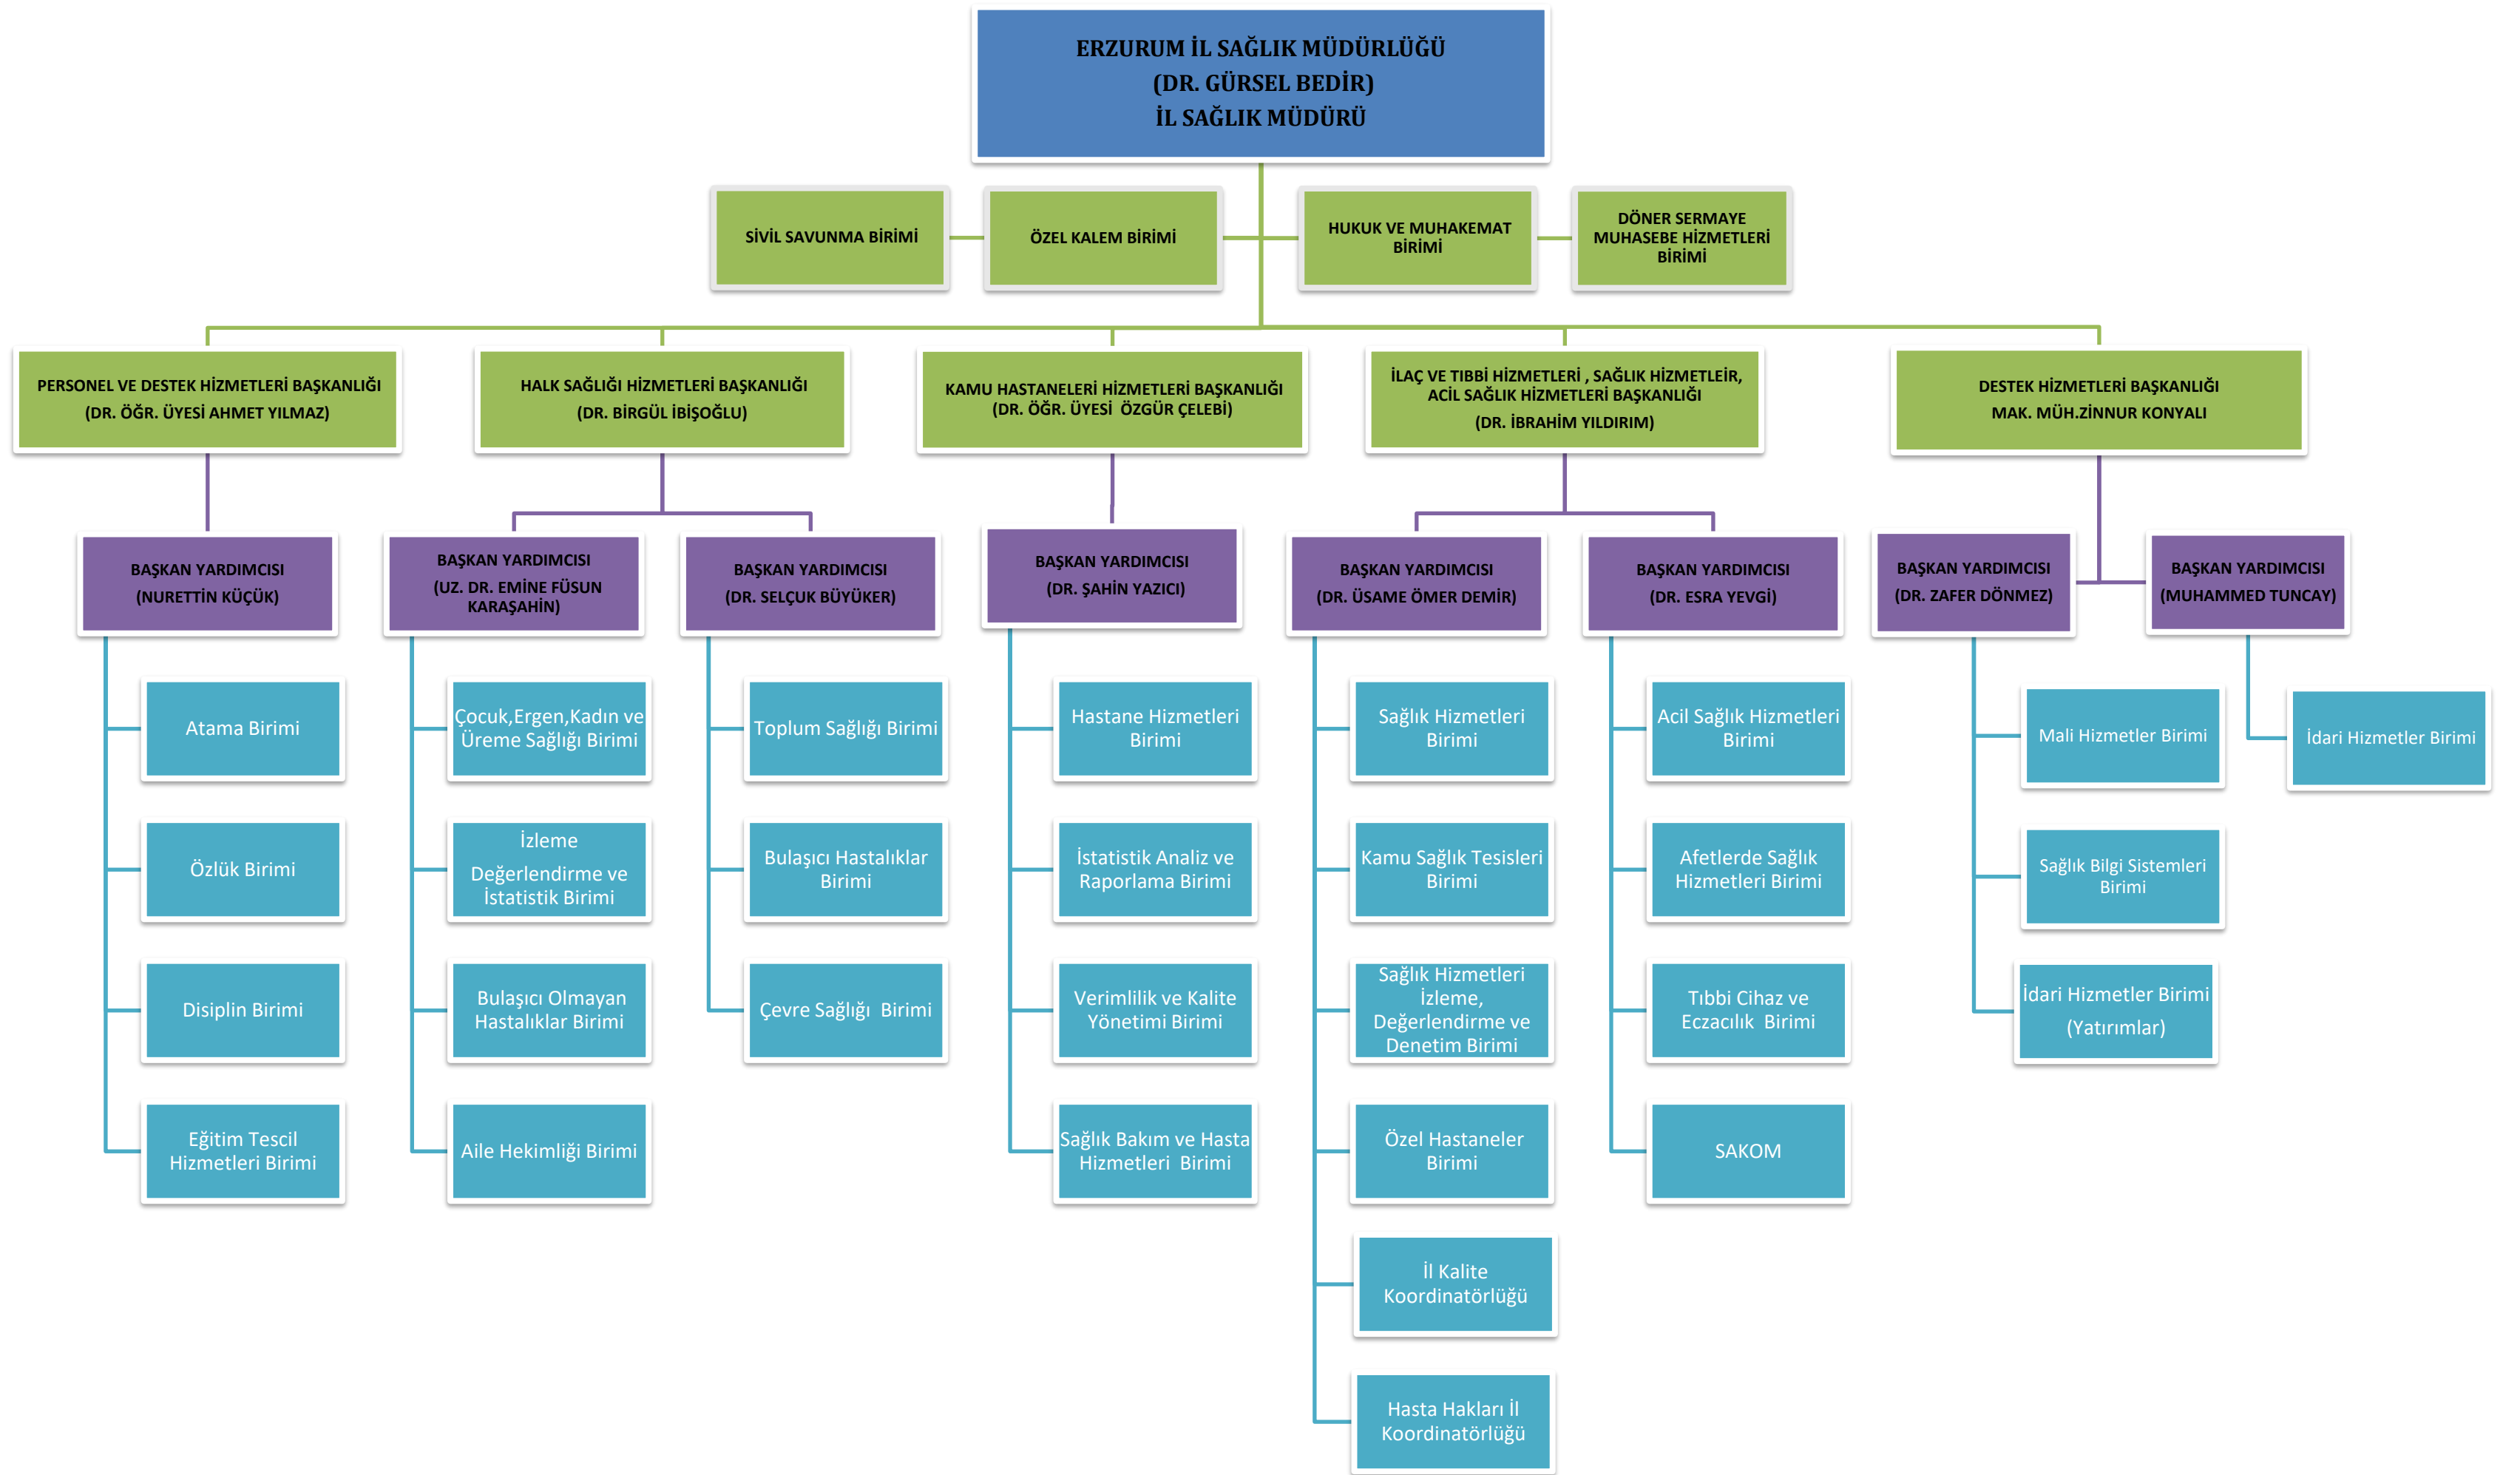 ERZURUM İL SAĞLIK MÜDÜRLÜĞÜ
(DR. GÜRSEL BEDİR)
İL SAĞLIK MÜDÜRÜ
SİVİL SAVUNMA BİRİMİ
ÖZEL KALEM BİRİMİ
HUKUK VE MUHAKEMAT
BİRİMİ
DÖNER SERMAYE
MUHASEBE HİZMETLERİ
BİRİMİ
PERSONEL VE DESTEK HİZMETLERİ BAŞKANLIĞI
(DR. ÖĞR. ÜYESİ AHMET YILMAZ)
HALK SAĞLIĞI HİZMETLERİ BAŞKANLIĞI
(DR. BİRGÜL İBİŞOĞLU)
KAMU HASTANELERİ HİZMETLERİ BAŞKANLIĞI
(DR. ÖĞR. ÜYESİ  ÖZGÜR ÇELEBİ)
İLAÇ VE TIBBİ HİZMETLERİ , SAĞLIK HİZMETLEİR,
ACİL SAĞLIK HİZMETLERİ BAŞKANLIĞI
(DR. İBRAHİM YILDIRIM)
DESTEK HİZMETLERİ BAŞKANLIĞI
MAK. MÜH.ZİNNUR KONYALI
BAŞKAN YARDIMCISI
(NURETTİN KÜÇÜK)
BAŞKAN YARDIMCISI
(UZ. DR. EMİNE FÜSUN
KARAŞAHİN)
BAŞKAN YARDIMCISI
(DR. SELÇUK BÜYÜKER)
BAŞKAN YARDIMCISI
(DR. ŞAHİN YAZICI)
BAŞKAN YARDIMCISI
(DR. ÜSAME ÖMER DEMİR)
BAŞKAN YARDIMCISI
(DR. ESRA YEVGİ)
BAŞKAN YARDIMCISI
(DR. ZAFER DÖNMEZ)
BAŞKAN YARDIMCISI
(MUHAMMED TUNCAY)
Atama Birimi
Özlük Birimi
Disiplin Birimi
Eğitim Tescil
Hizmetleri Birimi
Çocuk,Ergen,Kadın ve
Üreme Sağlığı Birimi
İzleme
Değerlendirme ve
İstatistik Birimi
Bulaşıcı Olmayan
Hastalıklar Birimi
Aile Hekimliği Birimi
Toplum Sağlığı Birimi
Bulaşıcı Hastalıklar
Birimi
Çevre Sağlığı  Birimi
Hastane Hizmetleri
Birimi
İstatistik Analiz ve
Raporlama Birimi
Verimlilik ve Kalite
Yönetimi Birimi
Sağlık Bakım ve Hasta
Hizmetleri  Birimi
Sağlık Hizmetleri
Birimi
Kamu Sağlık Tesisleri
Birimi
Sağlık Hizmetleri
İzleme,
Değerlendirme ve
Denetim Birimi
Özel Hastaneler
Birimi
İl Kalite
Koordinatörlüğü
Hasta Hakları İl
Koordinatörlüğü
Acil Sağlık Hizmetleri
Birimi
Afetlerde Sağlık
Hizmetleri Birimi
Tıbbi Cihaz ve
Eczacılık  Birimi
SAKOM
Mali Hizmetler Birimi
Sağlık Bilgi Sistemleri
Birimi
İdari Hizmetler Birimi
(Yatırımlar)
İdari Hizmetler Birimi